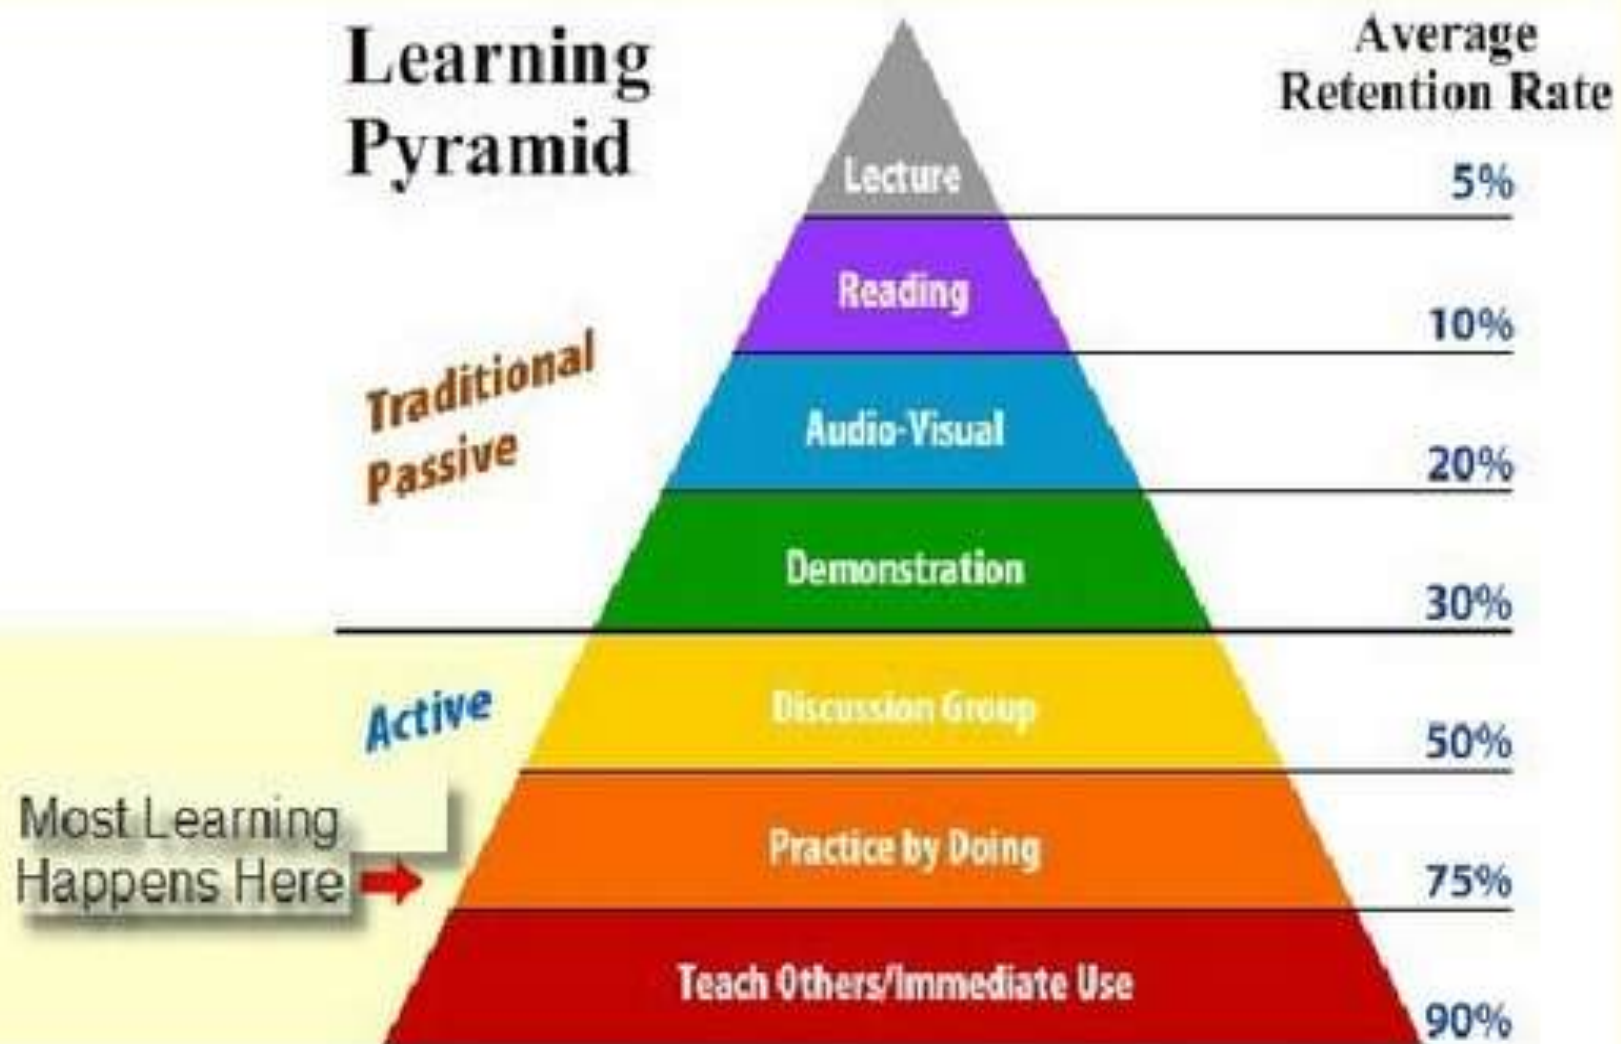 Learning
Pyramid
Average
Retention Rate
Lecture
5%
Reading
10%
Traditional
Passive
Audio-Visual
20%
Demonstration
30%
Active
Discussion Group
50%
Most Learning
Happens Here
Practice by Doing
75%
Teach Others/Immediate Use
90%